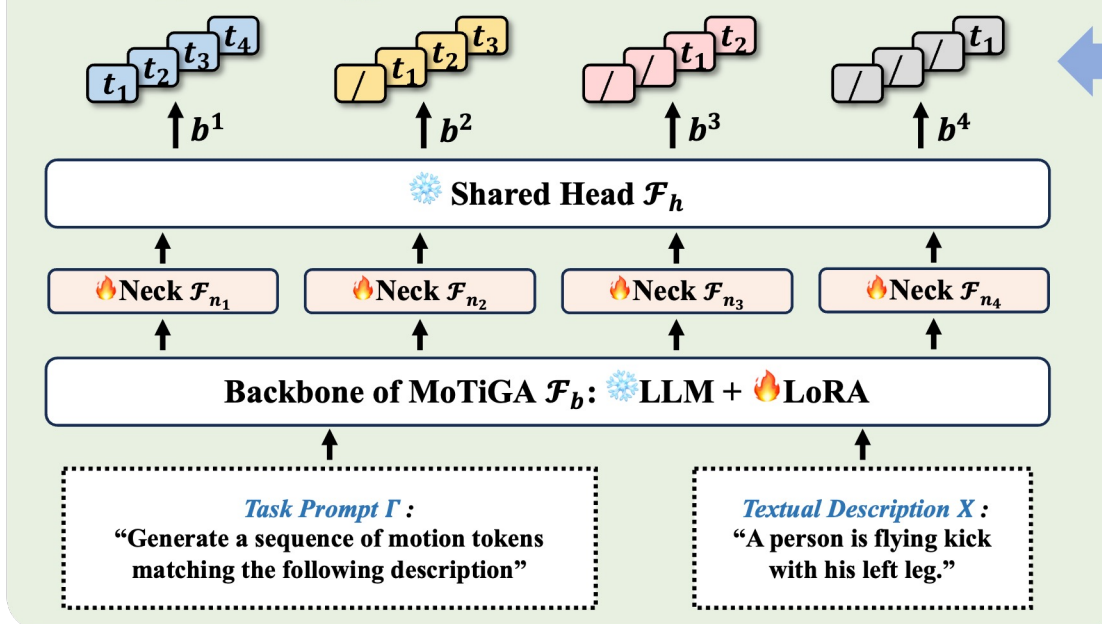 t₁ t₂ t₃ t₄
/ t₁ t₂ t₃
/ / t₁ t₂
/ / / t₁
b¹
b²
b³
b⁴
Shared Head ℱₕ
Neck ℱₙ₁
Neck ℱₙ₂
Neck ℱₙ₃
Neck ℱₙ₄
Backbone of MoTiGA ℱ_b: LLM + LoRA
Task Prompt Γ :
“Generate a sequence of motion tokens
matching the following description”
Textual Description X :
“A person is flying kick
with his left leg.”